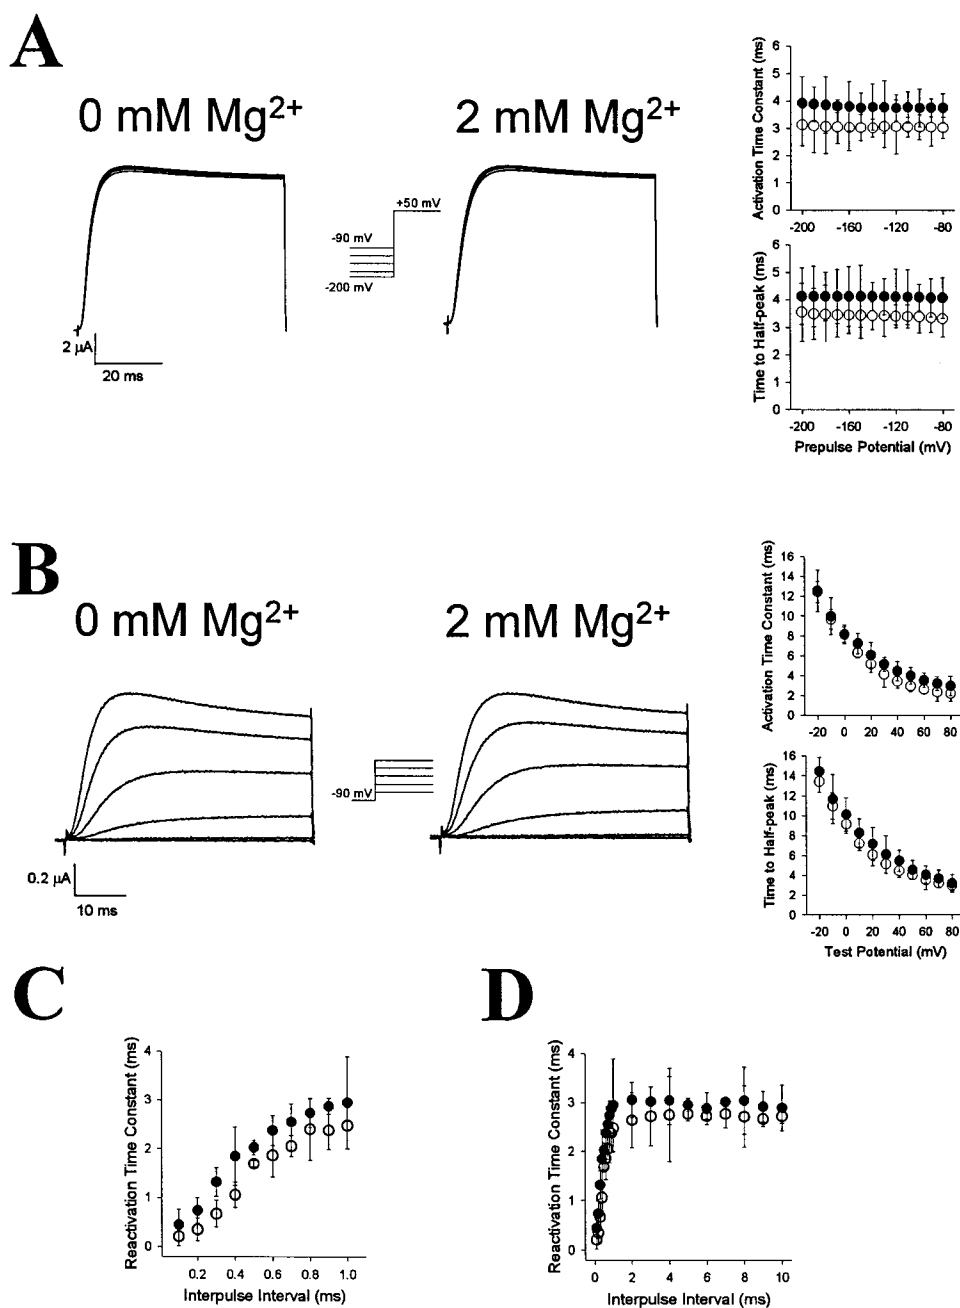 A
0 mM Mg2+
2 mM Mg2+
+50 mV
-90 mV
-200 mV
2 µA
20 ms
Activation Time Constant (ms)
6
5
4
3
2
1
0
-200 -160 -120 -80
Time to Half-peak (ms)
6
5
4
3
2
1
0
-200 -160 -120 -80
Prepulse Potential (mV)
B
0 mM Mg2+
2 mM Mg2+
-90 mV
0.2 µA
10 ms
Activation Time Constant (ms)
16
14
12
10
8
6
4
2
0
-20 0 20 40 60 80
Time to Half-peak (ms)
16
14
12
10
8
6
4
2
0
-20 0 20 40 60 80
Test Potential (mV)
C
Reactivation Time Constant (ms)
4
3
2
1
0
0.2 0.4 0.6 0.8 1.0
Interpulse Interval (ms)
D
Reactivation Time Constant (ms)
4
3
2
1
0
0 2 4 6 8 10
Interpulse Interval (ms)